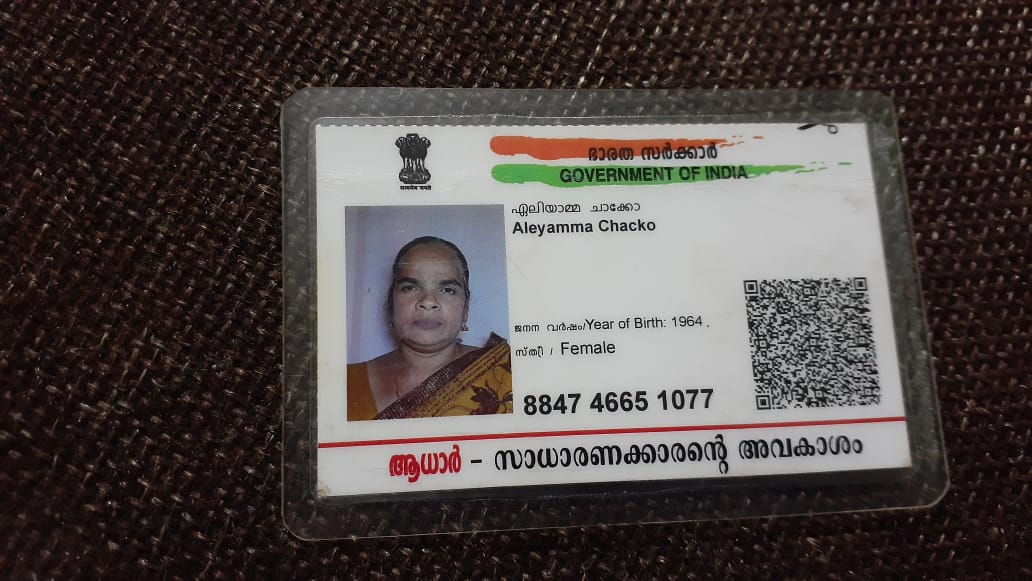 ഭാരത സർക്കാർ
GOVERNMENT OF INDIA
सत्यमेव जयते
ഏലിയാമ്മ ചാക്കോ
Aleyamma Chacko
ജനന വർഷം/Year of Birth: 1964
സ്ത്രീ / Female
8847 4665 1077
ആധാർ – സാധാരണക്കാരന്റെ അവകാശം